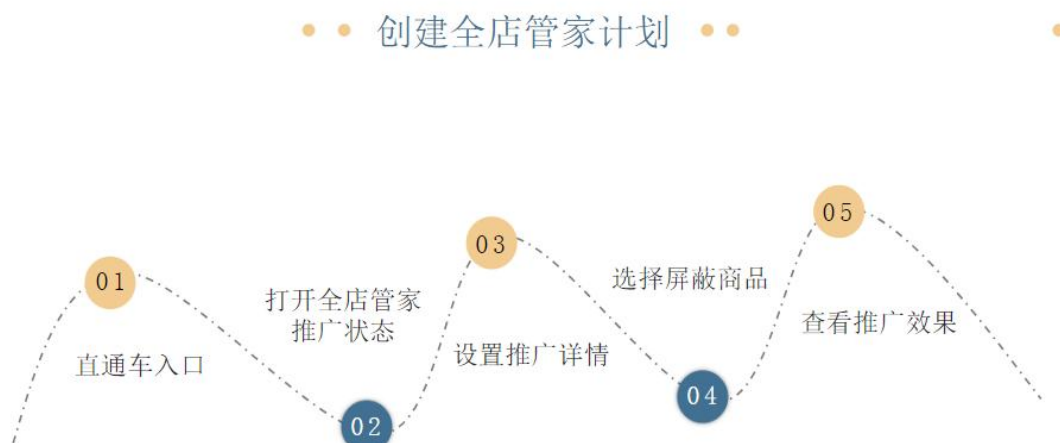 创建全店管家计划
01
直通车入口
打开全店管家
推广状态
02
03
设置推广详情
选择屏蔽商品
04
05
查看推广效果